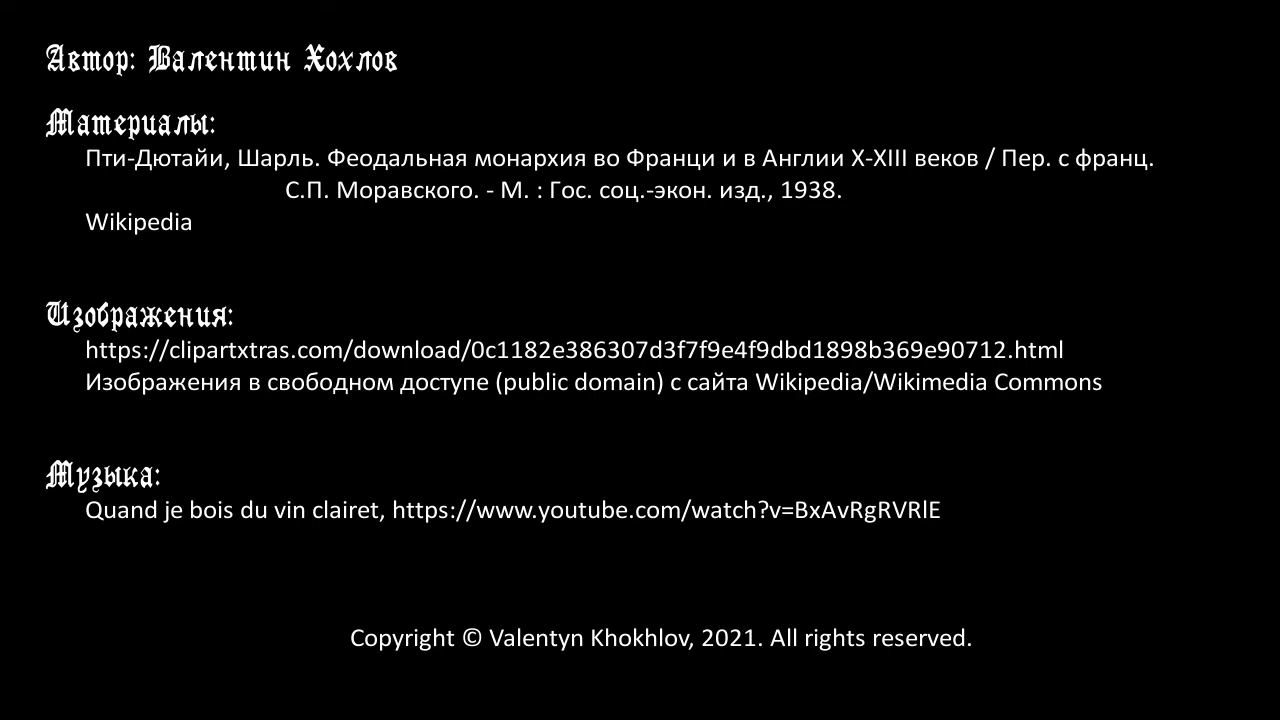 Автор: Валентин Хохлов
Материалы:
Пти-Дютайи, Шарль. Феодальная монархия во Франци и в Англии X-XIII веков / Пер. с франц.
С.П. Моравского. - М. : Гос. соц.-экон. изд., 1938.
Wikipedia
Изображения:
https://clipartxtras.com/download/0c1182e386307d3f7f9e4f9dbd1898b369e90712.html
Изображения в свободном доступе (public domain) с сайта Wikipedia/Wikimedia Commons
Музыка:
Quand je bois du vin clairet, https://www.youtube.com/watch?v=BxAvRgRVRlE
Copyright © Valentyn Khokhlov, 2021. All rights reserved.